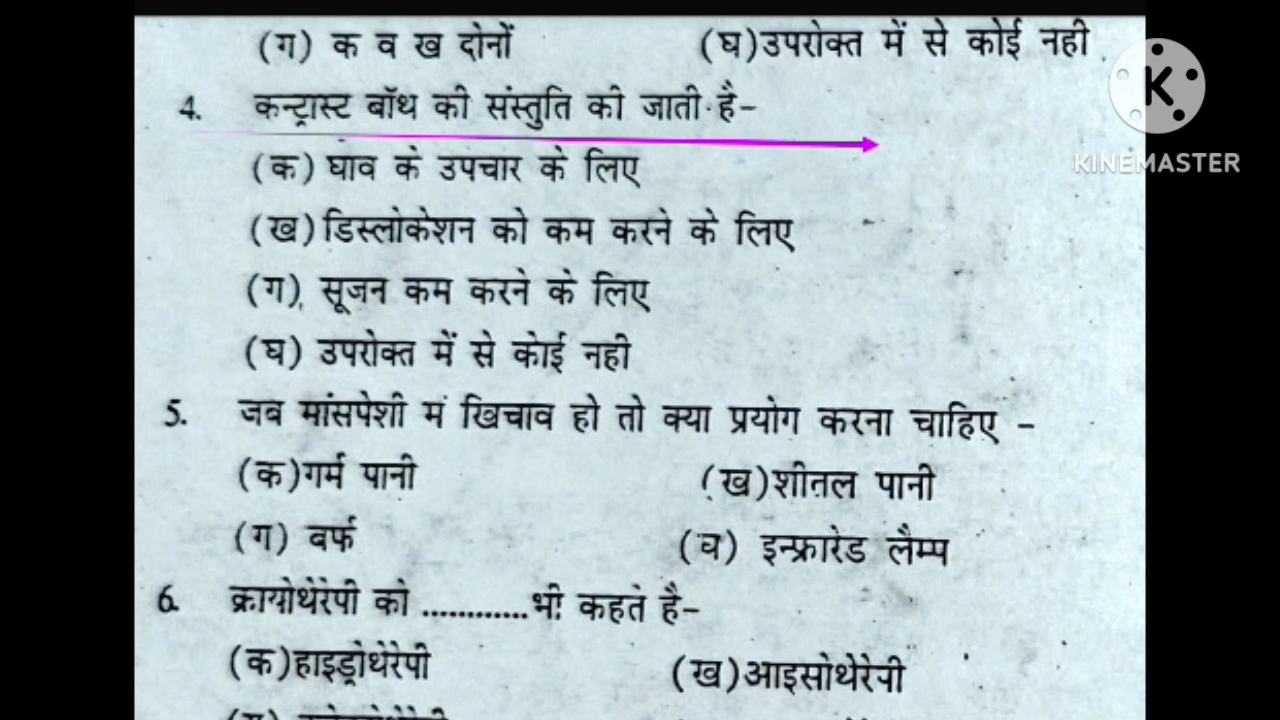 (ग) क व ख दोनों (घ)उपरोक्त में से कोई नही
4. कन्ट्रास्ट बॉथ की संस्तुति की जाती है-
(क) घाव के उपचार के लिए
(ख)डिस्लोकेशन को कम करने के लिए
(ग) सूजन कम करने के लिए
(घ) उपरोक्त में से कोई नही
5. जब मांसपेशी में खिचाव हो तो क्या प्रयोग करना चाहिए -
(क)गर्म पानी (ख)शीतल पानी
(ग) बर्फ (घ) इन्फ्रारेड लैम्प
6. क्रायोथेरेपी को ............भी कहते है-
(क)हाइड्रोथेरेपी (ख)आइसोथेरेपी
K
KINEMASTER